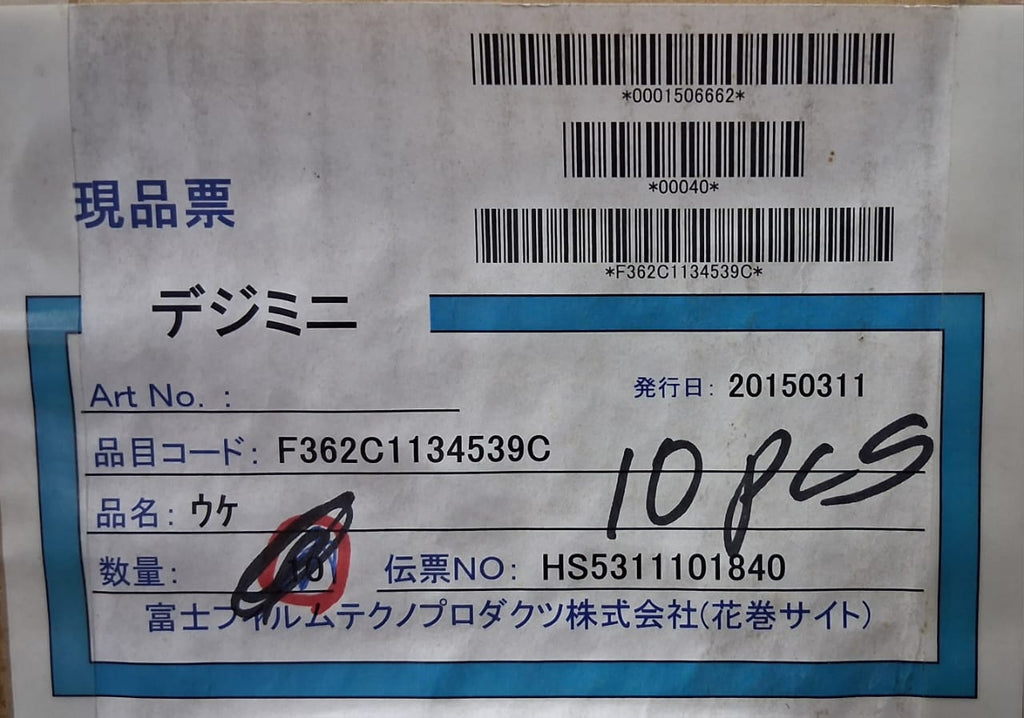 *0001506662*
*00040*
現品票
*F362C1134539C*
デジミニ
Art No. :
発行日: 20150311
品目コード: F362C1134539C
10 pcs
品名: ウケ
数量: 10
伝票NO: HS5311101840
富士フイルムテクノプロダクツ株式会社(花巻サイト)